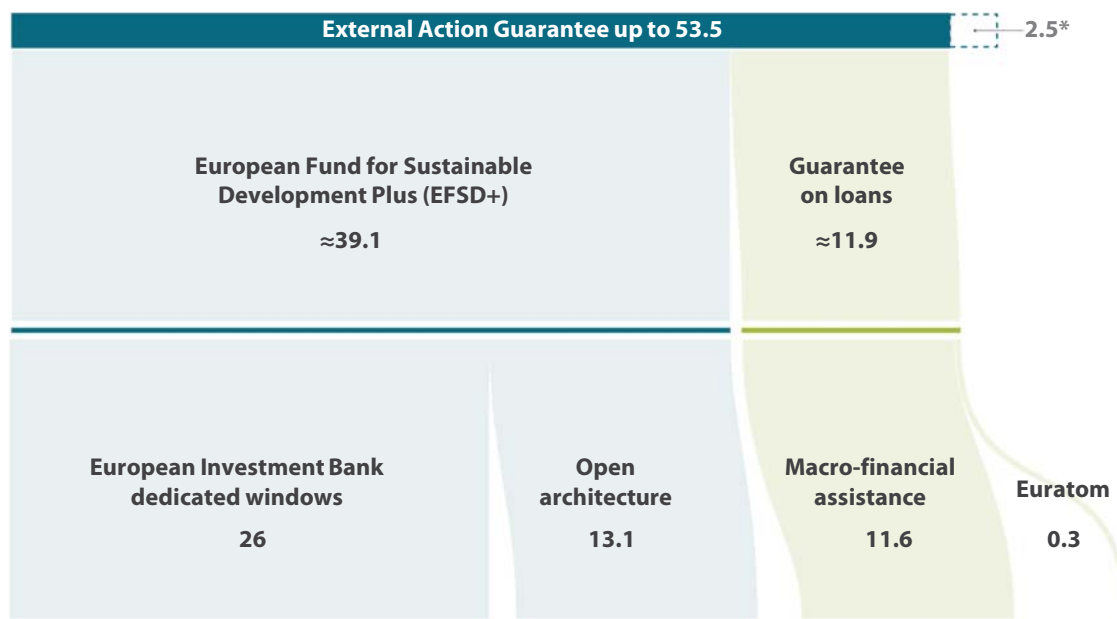 External Action Guarantee up to 53.5
2.5*
European Fund for Sustainable
Development Plus (EFSD+)
≈39.1
Guarantee
on loans
≈11.9
European Investment Bank
dedicated windows
26
Open
architecture
13.1
Macro-financial
assistance
11.6
Euratom
0.3